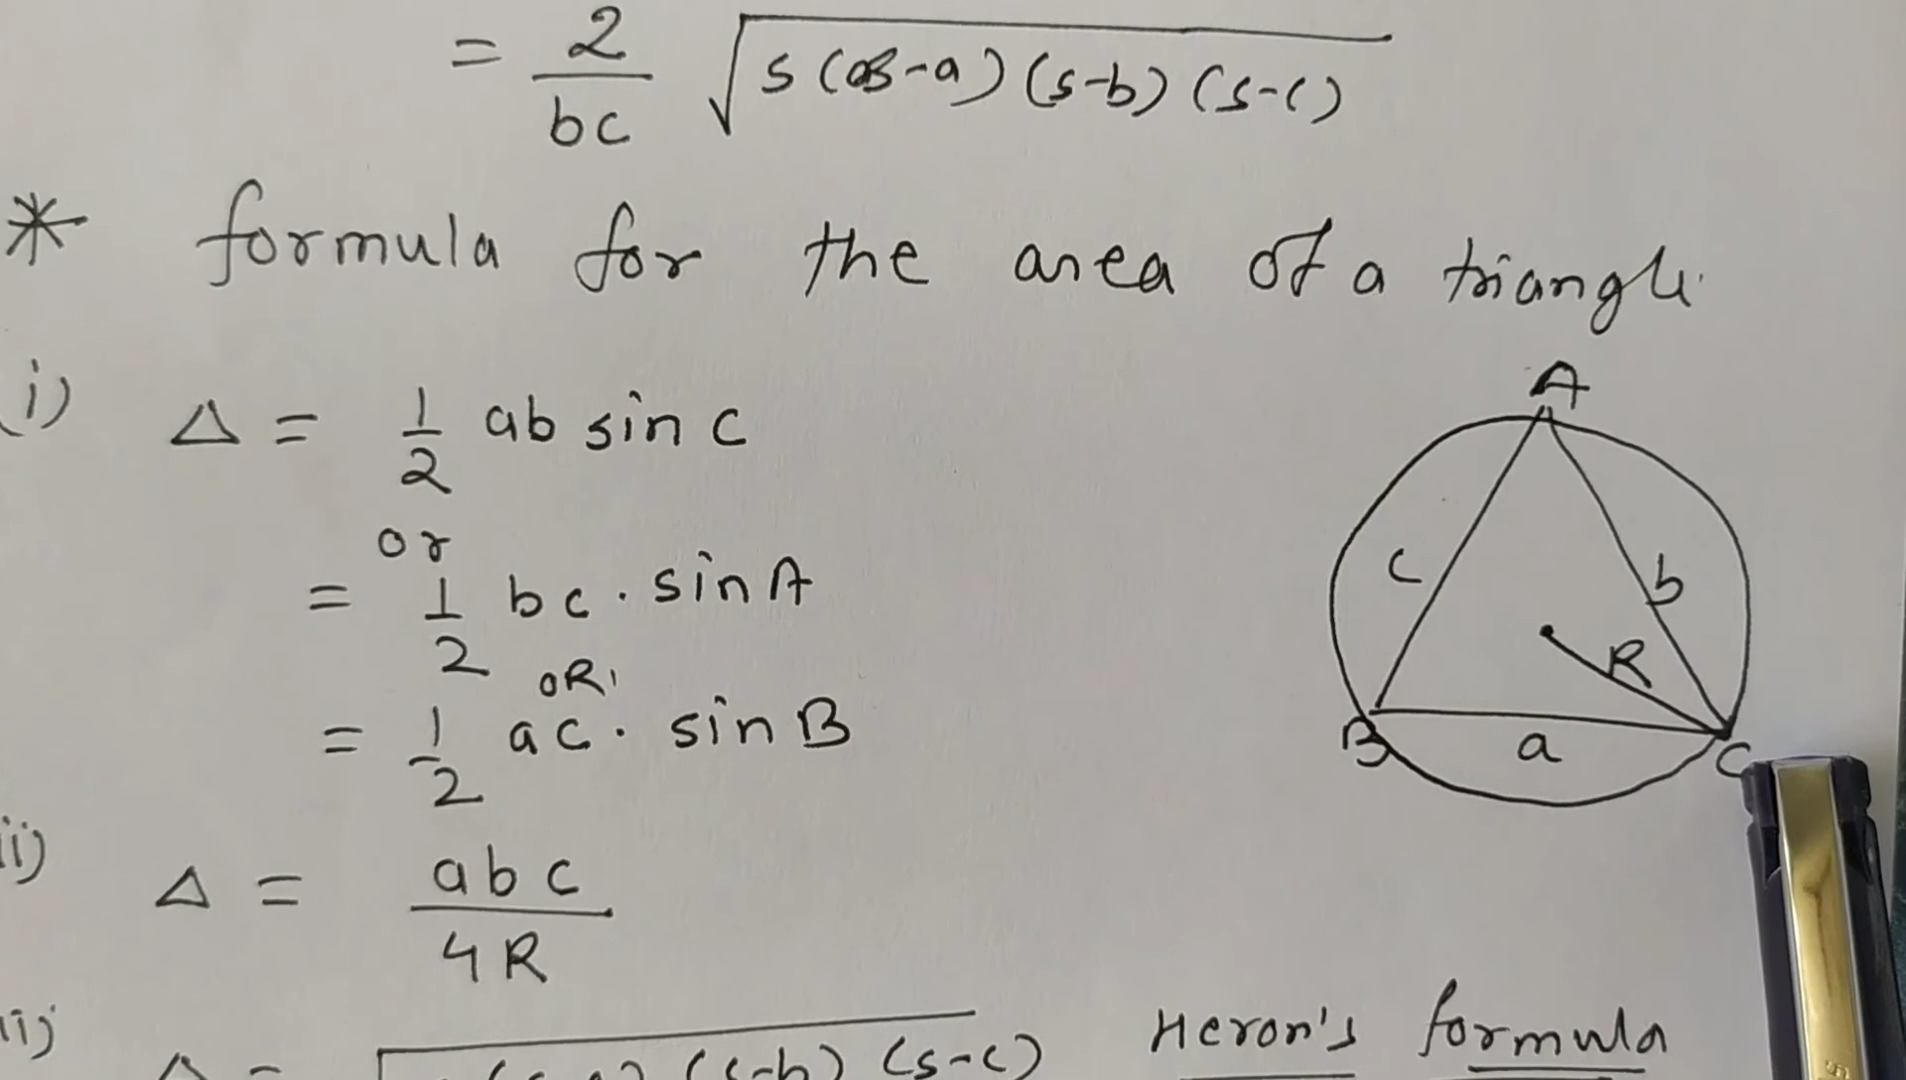 = 2/bc √s(s-a)(s-b)(s-c)
* formula for the area of a triangle.
i) Δ = 1/2 ab sin C
or
= 1/2 bc . sin A
OR
= 1/2 ac . sin B
A
c b
R
B a C
ii) Δ = abc/4R
Δ = √ (s-b) (s-c) Heron's formula